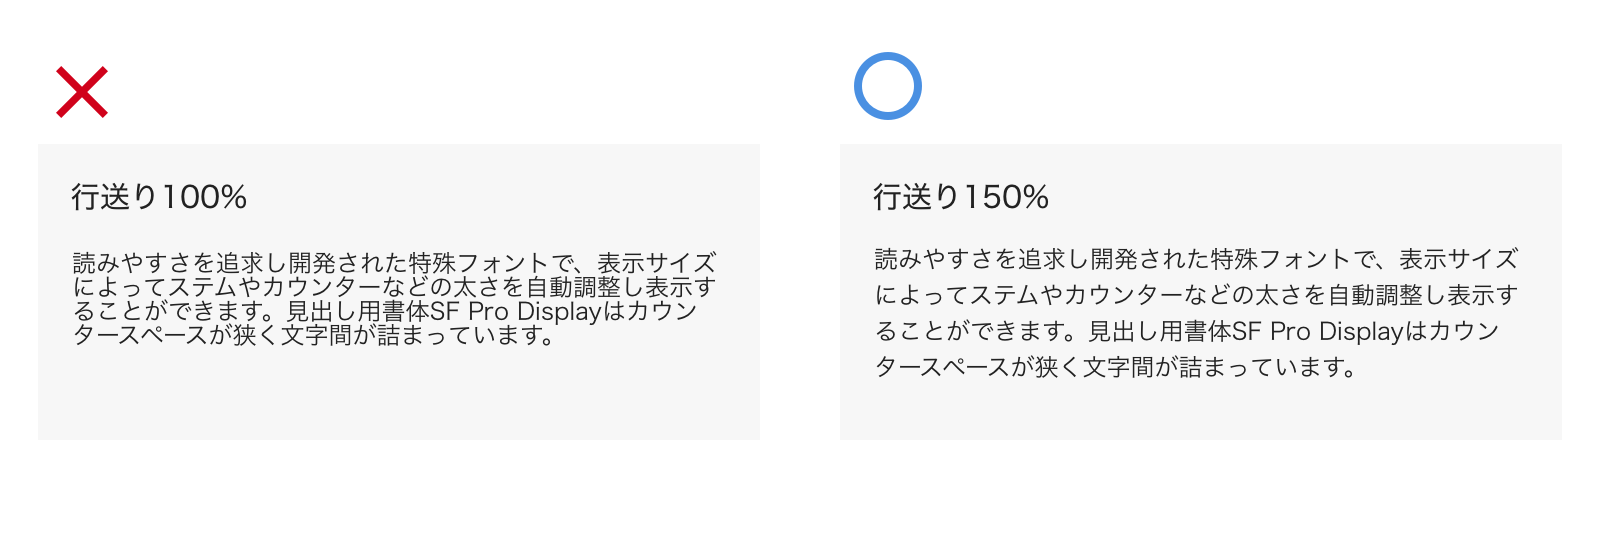 行送り100%
読みやすさを追求し開発された特殊フォントで、表示サイズ
によってステムやカウンターなどの太さを自動調整し表示す
ることができます。見出し用書体SF Pro Displayはカウン
タースペースが狭く文字間が詰まっています。
行送り150%
読みやすさを追求し開発された特殊フォントで、表示サイズ
によってステムやカウンターなどの太さを自動調整し表示す
ることができます。見出し用書体SF Pro Displayはカウン
タースペースが狭く文字間が詰まっています。